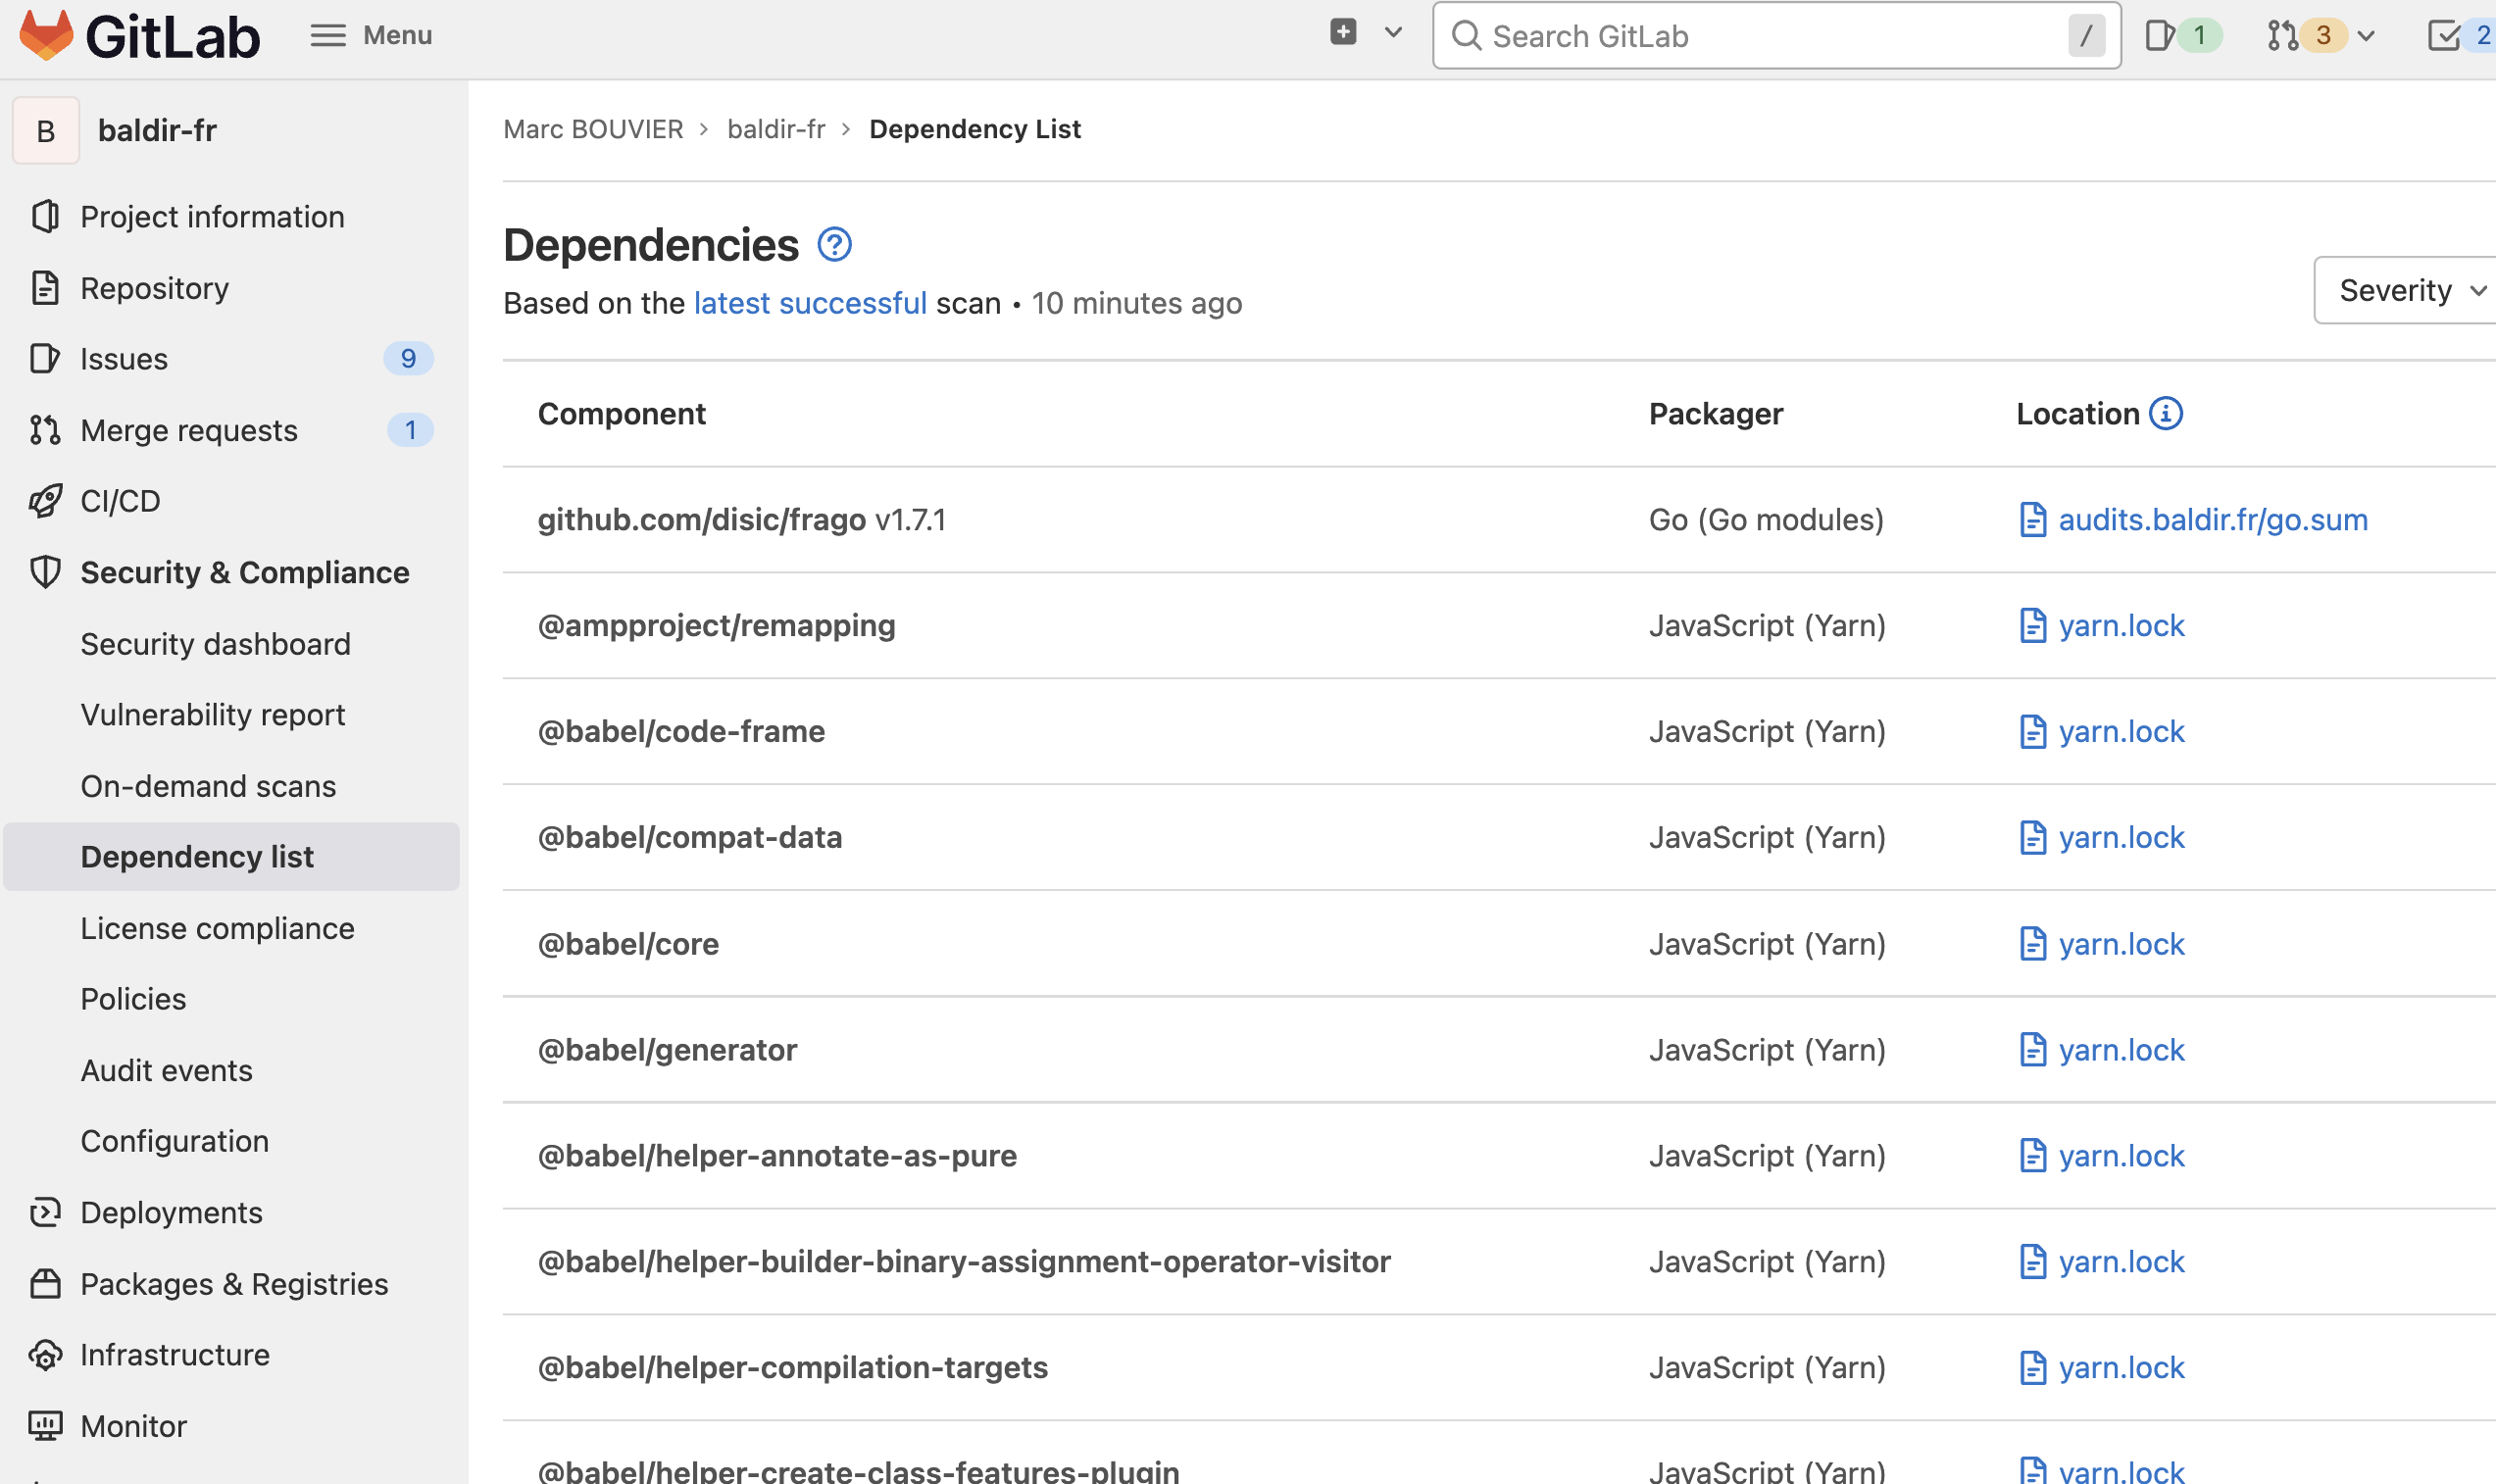 GitLab
Menu
Search GitLab
/
1
3
2
B
baldir-fr
Project information
Repository
Issues 9
Merge requests 1
CI/CD
Security & Compliance
Security dashboard
Vulnerability report
On-demand scans
Dependency list
License compliance
Policies
Audit events
Configuration
Deployments
Packages & Registries
Infrastructure
Monitor
Marc BOUVIER › baldir-fr › Dependency List
Dependencies
Based on the latest successful scan • 10 minutes ago
Severity
Component Packager Location
github.com/disic/frago v1.7.1 Go (Go modules) audits.baldir.fr/go.sum
@ampproject/remapping JavaScript (Yarn) yarn.lock
@babel/code-frame JavaScript (Yarn) yarn.lock
@babel/compat-data JavaScript (Yarn) yarn.lock
@babel/core JavaScript (Yarn) yarn.lock
@babel/generator JavaScript (Yarn) yarn.lock
@babel/helper-annotate-as-pure JavaScript (Yarn) yarn.lock
@babel/helper-builder-binary-assignment-operator-visitor JavaScript (Yarn) yarn.lock
@babel/helper-compilation-targets JavaScript (Yarn) yarn.lock
@babel/helper-create-class-features-plugin JavaScript (Yarn) yarn.lock